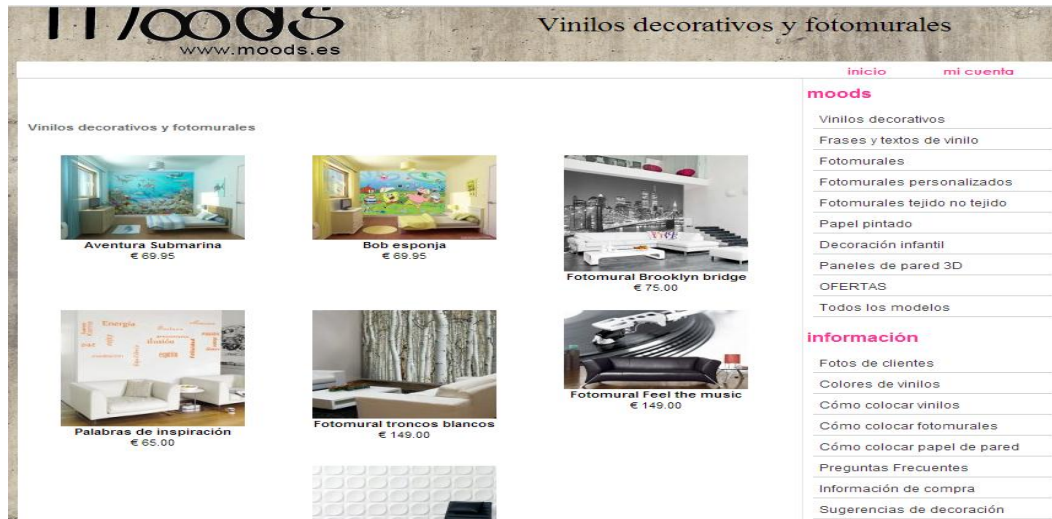 moods
www.moods.es
Vinilos decorativos y fotomurales
inicio
mi cuenta
Vinilos decorativos y fotomurales
Aventura Submarina
€ 69.95
Bob esponja
€ 69.95
Fotomural Brooklyn bridge
€ 75.00
Energía
Palabras de inspiración
€ 65.00
Fotomural troncos blancos
€ 149.00
Fotomural Feel the music
€ 149.00
moods
Vinilos decorativos
Frases y textos de vinilo
Fotomurales
Fotomurales personalizados
Fotomurales tejido no tejido
Papel pintado
Decoración infantil
Paneles de pared 3D
OFERTAS
Todos los modelos
información
Fotos de clientes
Colores de vinilos
Cómo colocar vinilos
Cómo colocar fotomurales
Cómo colocar papel de pared
Preguntas Frecuentes
Información de compra
Sugerencias de decoración